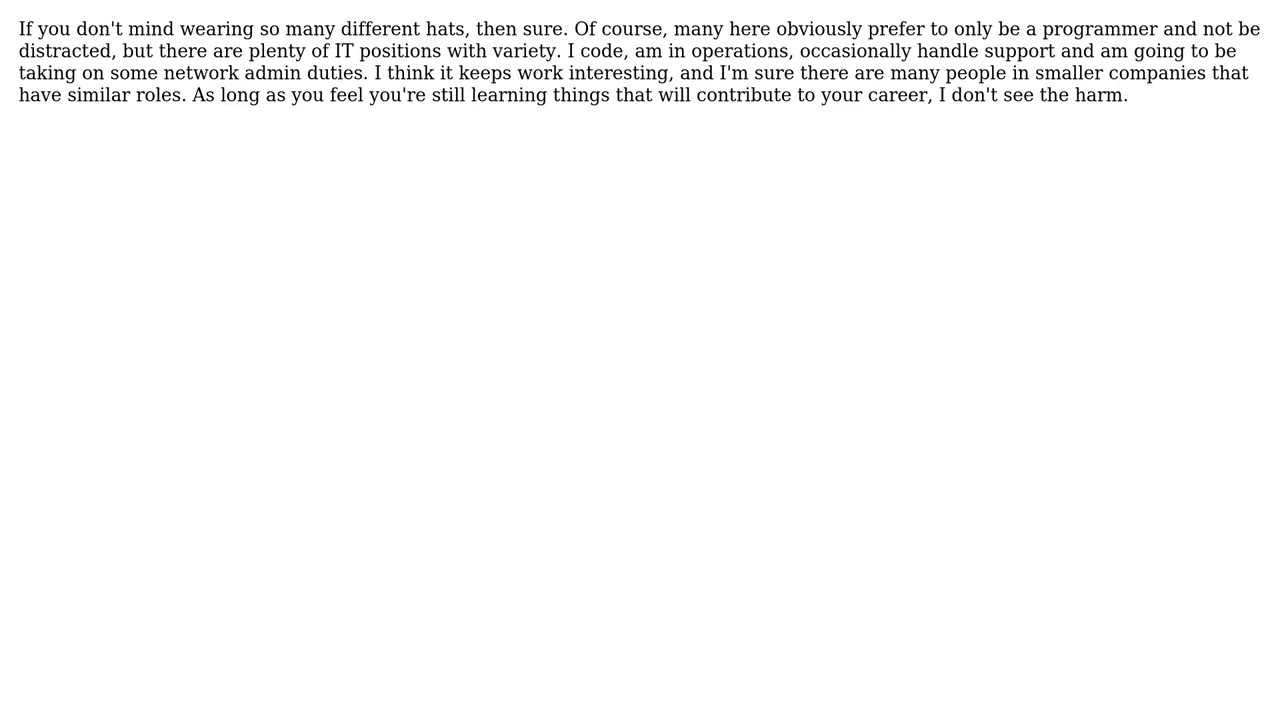 If you don't mind wearing so many different hats, then sure. Of course, many here obviously prefer to only be a programmer and not be
distracted, but there are plenty of IT positions with variety. I code, am in operations, occasionally handle support and am going to be
taking on some network admin duties. I think it keeps work interesting, and I'm sure there are many people in smaller companies that
have similar roles. As long as you feel you're still learning things that will contribute to your career, I don't see the harm.